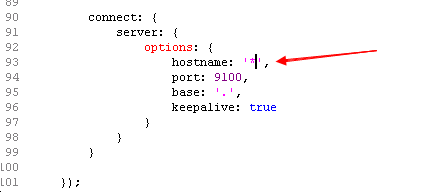 89
90 connect: {
91 server: {
92 options: {
93 hostname: '*',
94 port: 9100,
95 base: '.',
96 keepalive: true
97 }
98 }
99 }
100
101 });